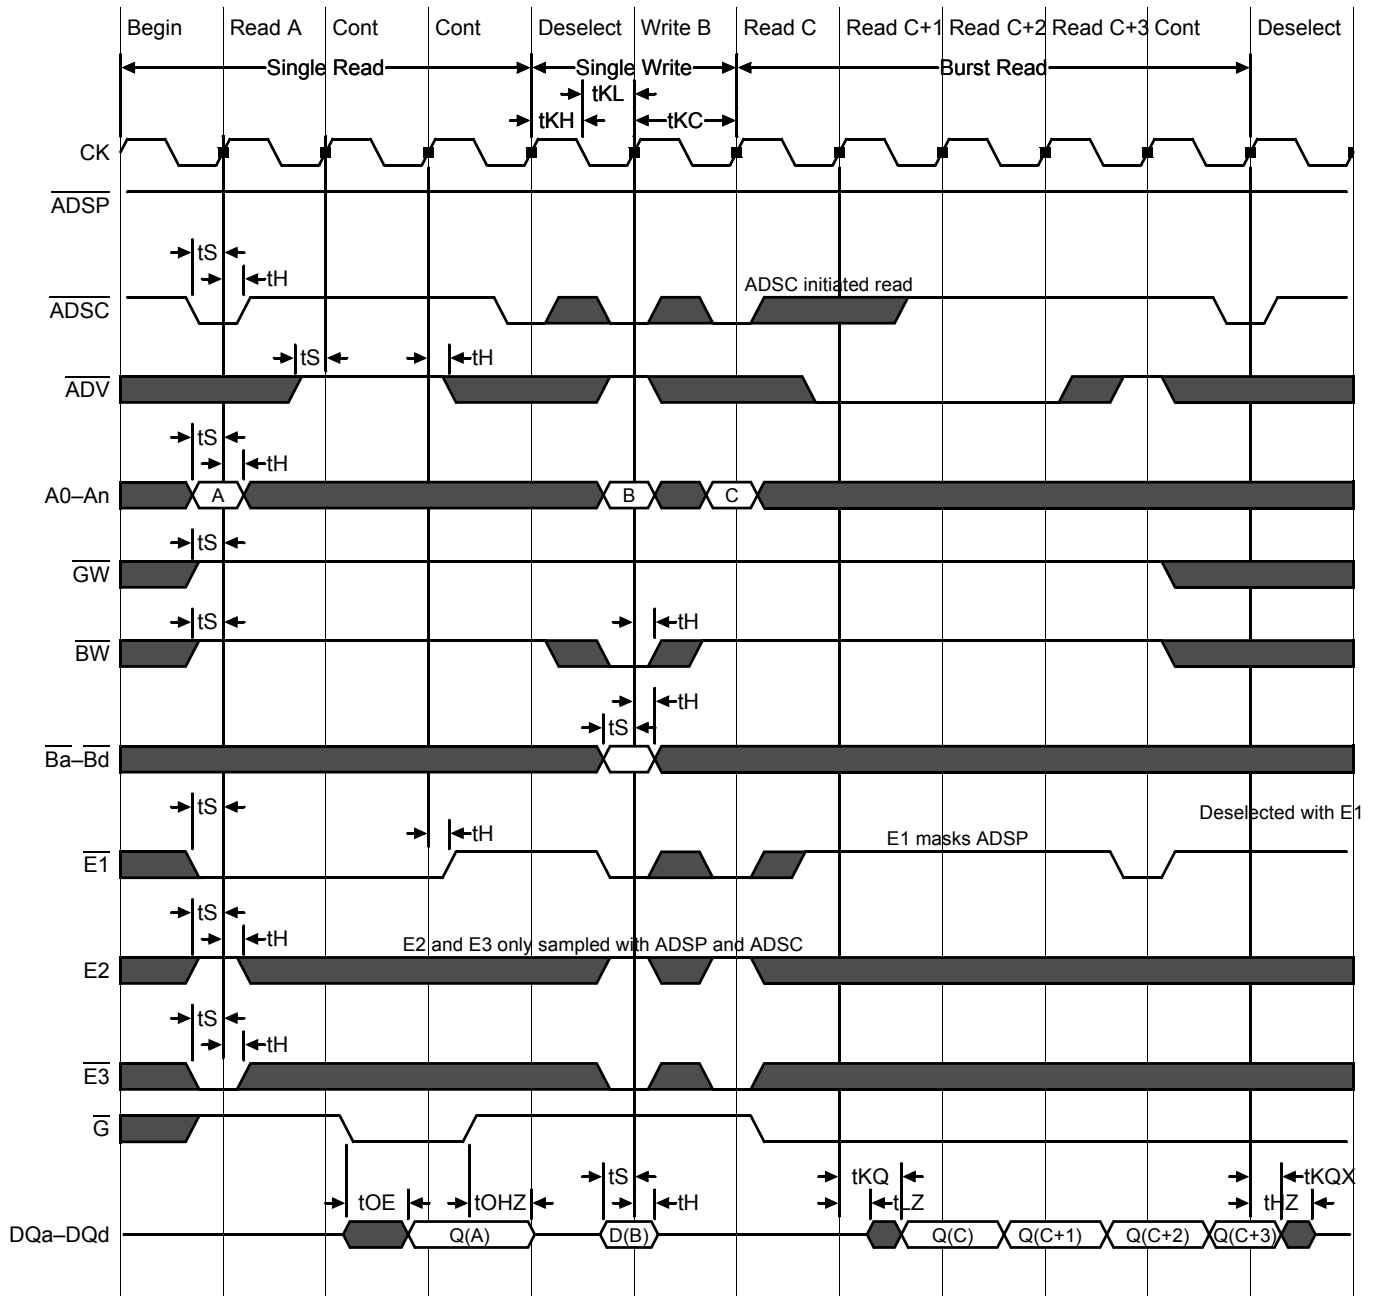 Begin Read A Cont Cont Deselect Write B Read C Read C+1 Read C+2 Read C+3 Cont Deselect
Single Read Single Write Burst Read
tKL
tKH tKC
CK
ADSP
tS
tH
ADSC initiated read
ADSC
tS tH
ADV
tS
tH
A0–An A B C
tS
GW
tS tH
BW
tH
tS
Ba–Bd
tS
Deselected with E1
tH
E1 masks ADSP
E1
tS
tH
E2 and E3 only sampled with ADSP and ADSC
E2
tS
tH
E3
G
tS tKQ tKQX
tOE tOHZ tH tLZ tHZ
DQa–DQd Q(A) D(B) Q(C) Q(C+1) Q(C+2) Q(C+3)